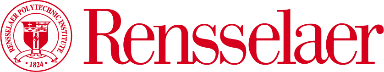 RENSSELAER POLYTECHNIC INSTITUTE
1824
Rensselaer